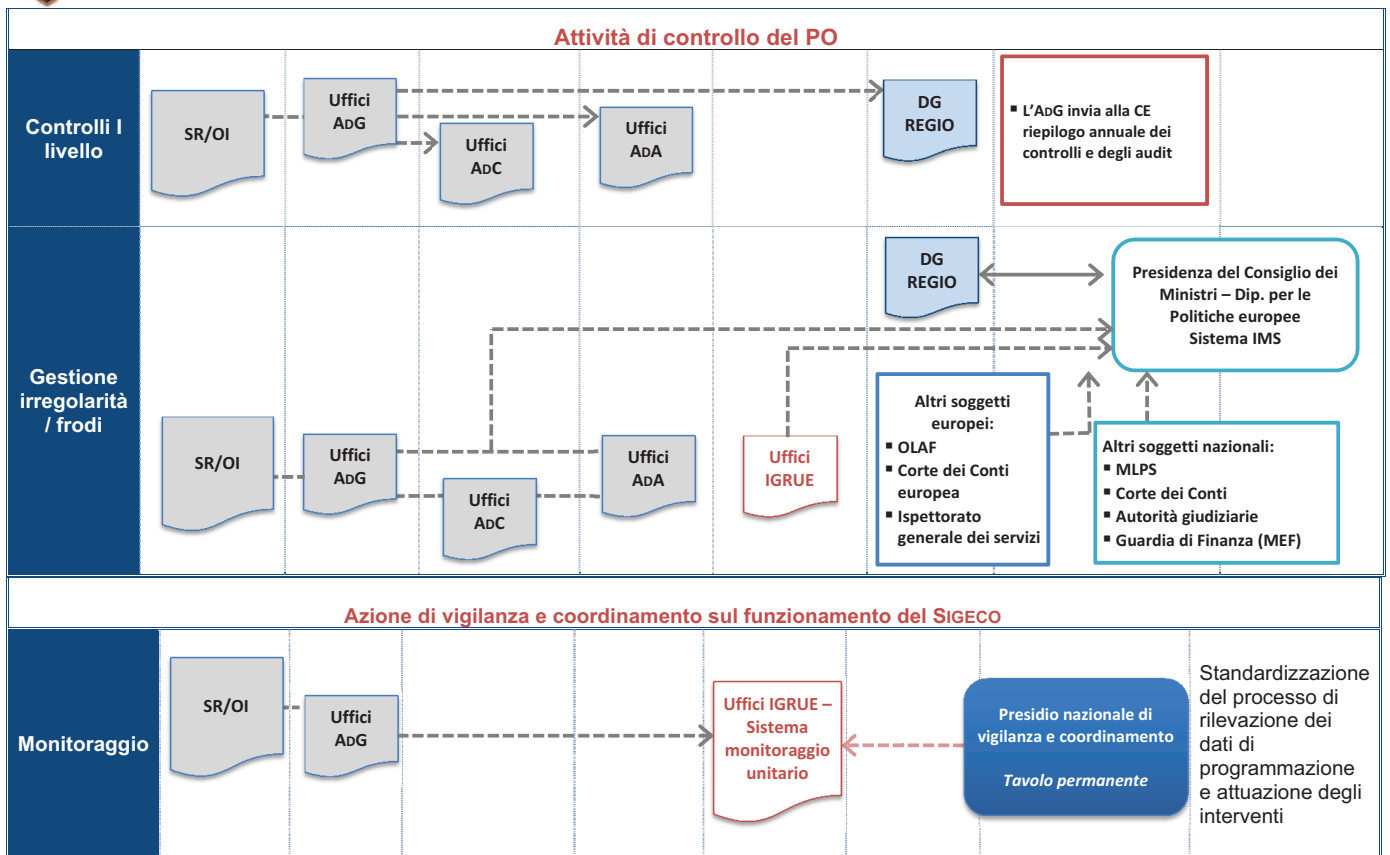 Attività di controllo del PO
Controlli I
livello
SR/OI
Uffici
ADG
Uffici
ADC
Uffici
ADA
DG
REGIO
▪ L'ADG invia alla CE
riepilogo annuale dei
controlli e degli audit
Gestione
irregolarità
/ frodi
SR/OI
Uffici
ADG
Uffici
ADC
Uffici
ADA
Uffici
IGRUE
DG
REGIO
Presidenza del Consiglio dei
Ministri – Dip. per le
Politiche europee
Sistema IMS
Altri soggetti
europei:
▪ OLAF
▪ Corte dei Conti
europea
▪ Ispettorato
generale dei servizi
Altri soggetti nazionali:
▪ MLPS
▪ Corte dei Conti
▪ Autorità giudiziarie
▪ Guardia di Finanza (MEF)
Azione di vigilanza e coordinamento sul funzionamento del SIGECO
Monitoraggio
SR/OI
Uffici
ADG
Uffici IGRUE –
Sistema
monitoraggio
unitario
Presidio nazionale di
vigilanza e coordinamento
Tavolo permanente
Standardizzazione
del processo di
rilevazione dei
dati di
programmazione
e attuazione degli
interventi